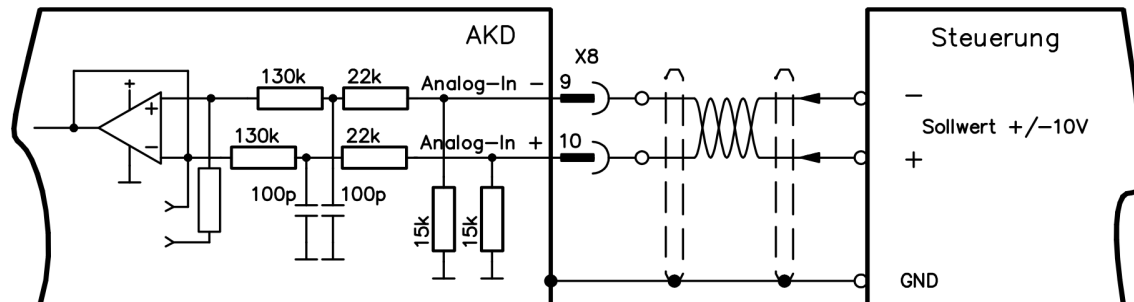 AKD
X8
Steuerung
130k
22k
Analog-In -
9
-
+
Sollwert +/-10V
130k
22k
Analog-In +
10
+
-
+
100p
100p
15k
15k
GND